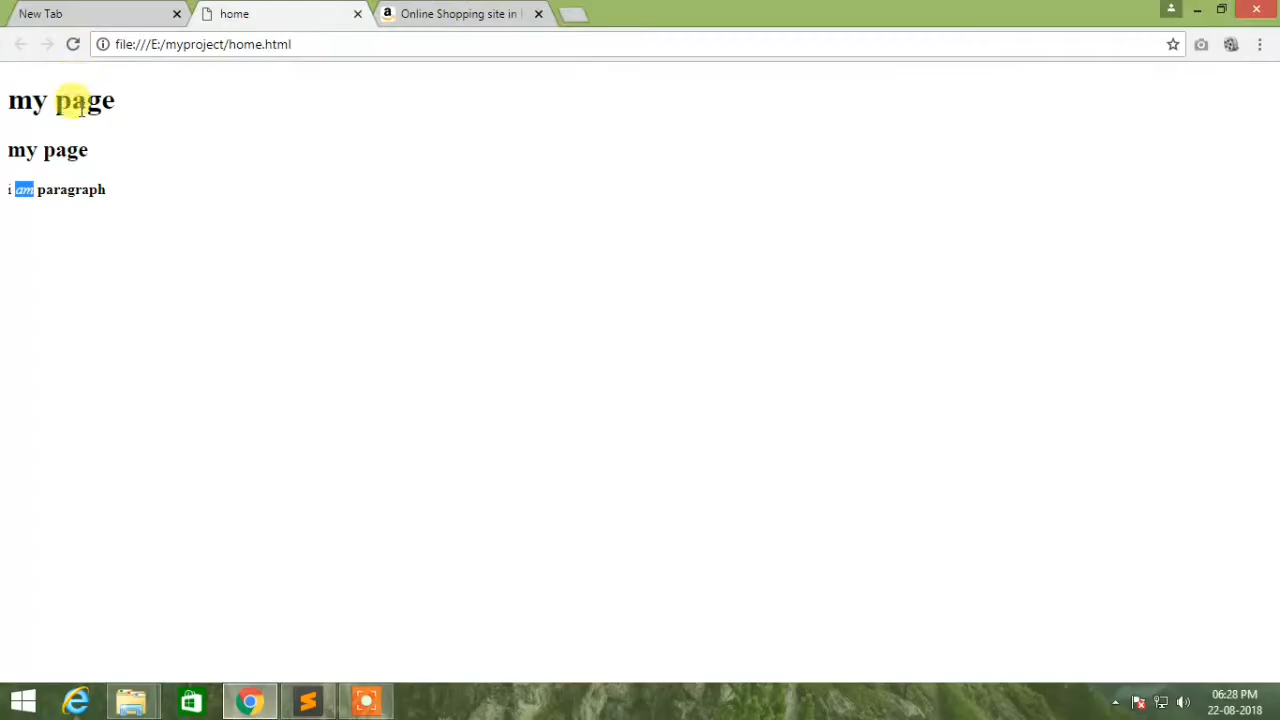 New Tab
home
Online Shopping site in
file:///E:/myproject/home.html
my page
my page
i am paragraph
06:28 PM
22-08-2018